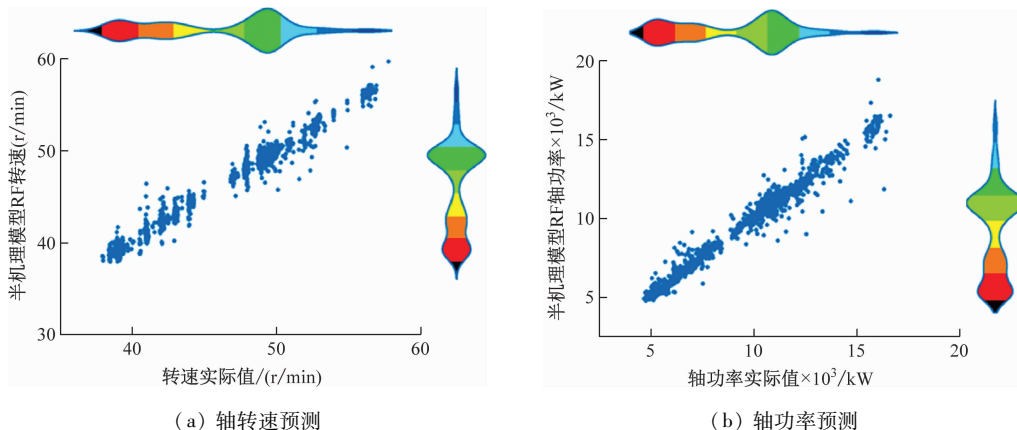 半机理模型RF转速(r/min)
60
50
40
30
40
50
60
转速实际值/(r/min)
(a)轴转速预测
半机理模型RF轴功率×10³/kW
20
15
10
5
5
10
15
20
轴功率实际值×10³/kW
(b)轴功率预测